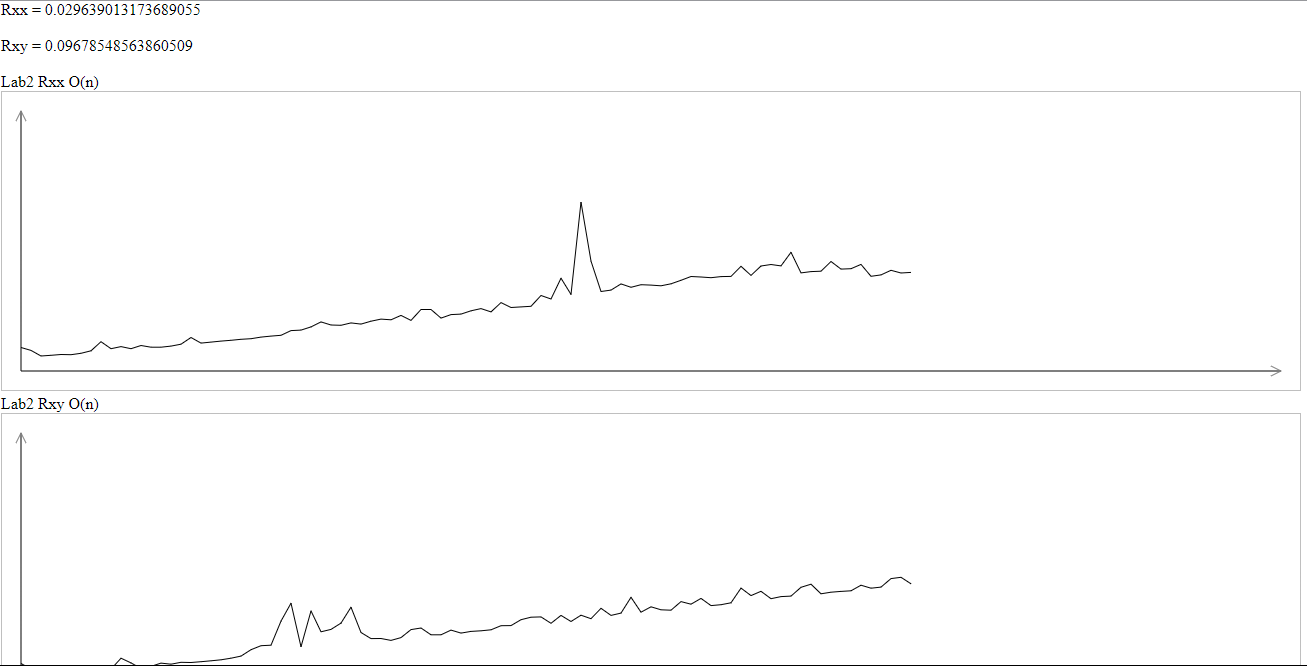 Rxx = 0.029639013173689055
Rxy = 0.09678548563860509
Lab2 Rxx O(n)
Lab2 Rxy O(n)